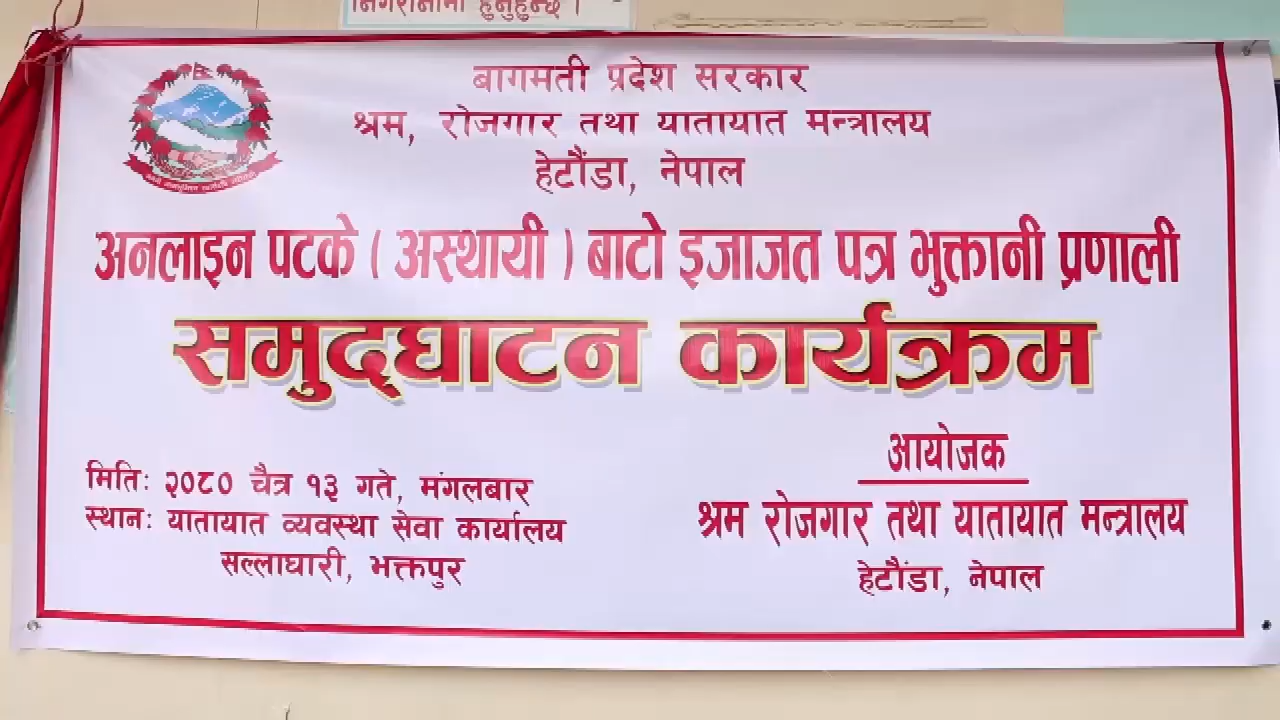 निगरानीमा हुनुहुन्छ ।
बागमती प्रदेश सरकार
श्रम, रोजगार तथा यातायात मन्त्रालय
हेटौंडा, नेपाल
अनलाइन पटके ( अस्थायी ) बाटो इजाजत पत्र भुक्तानी प्रणाली
समुद्घाटन कार्यक्रम
मितिः २०८० चैत्र १३ गते, मंगलबार
स्थानः यातायात व्यवस्था सेवा कार्यालय
सल्लाघारी, भक्तपुर
आयोजक
श्रम रोजगार तथा यातायात मन्त्रालय
हेटौंडा, नेपाल